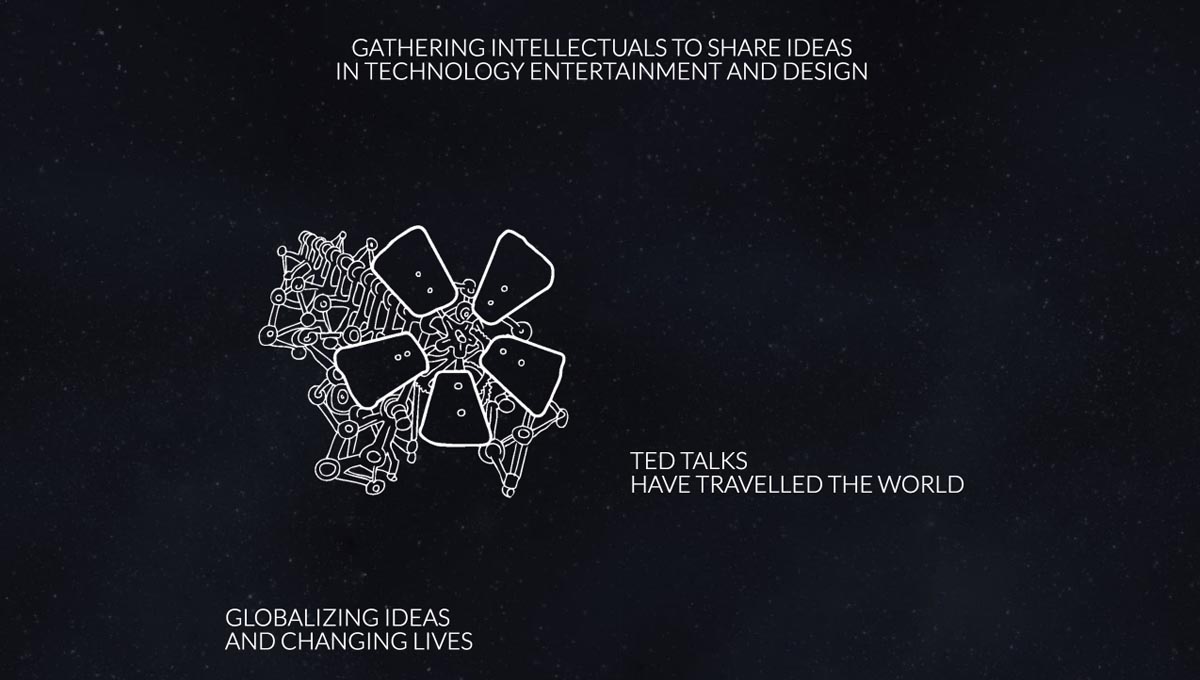 GATHERING INTELLECTUALS TO SHARE IDEAS
IN TECHNOLOGY ENTERTAINMENT AND DESIGN
TED TALKS
HAVE TRAVELLED THE WORLD
GLOBALIZING IDEAS
AND CHANGING LIVES